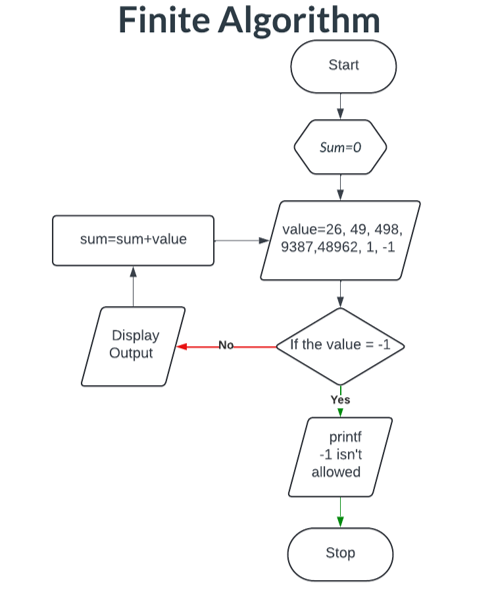 Finite Algorithm
Start
Sum=0
value=26, 49, 498,
9387,48962, 1, -1
sum=sum+value
If the value = -1
No
Display
Output
Yes
printf
-1 isn't
allowed
Stop